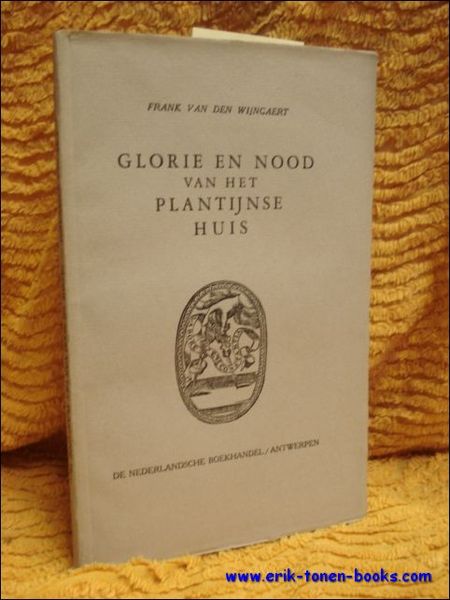 FRANK VAN DEN WIJNGAERT
GLORIE EN NOOD
VAN HET
PLANTIJNSE
HUIS
DE NEDERLANDSCHE BOEKHANDEL / ANTWERPEN
www.erik-tonen-books.com